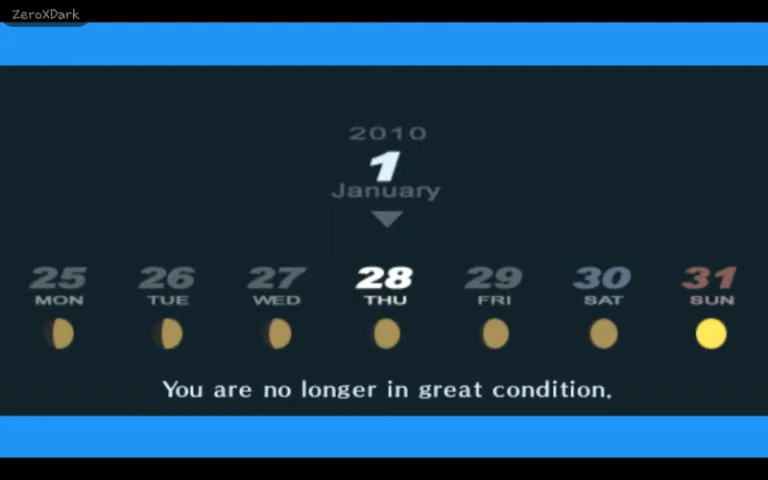 ZeroXDark
2010
1
January
25 26 27 28 29 30 31
MON TUE WED THU FRI SAT SUN
You are no longer in great condition.